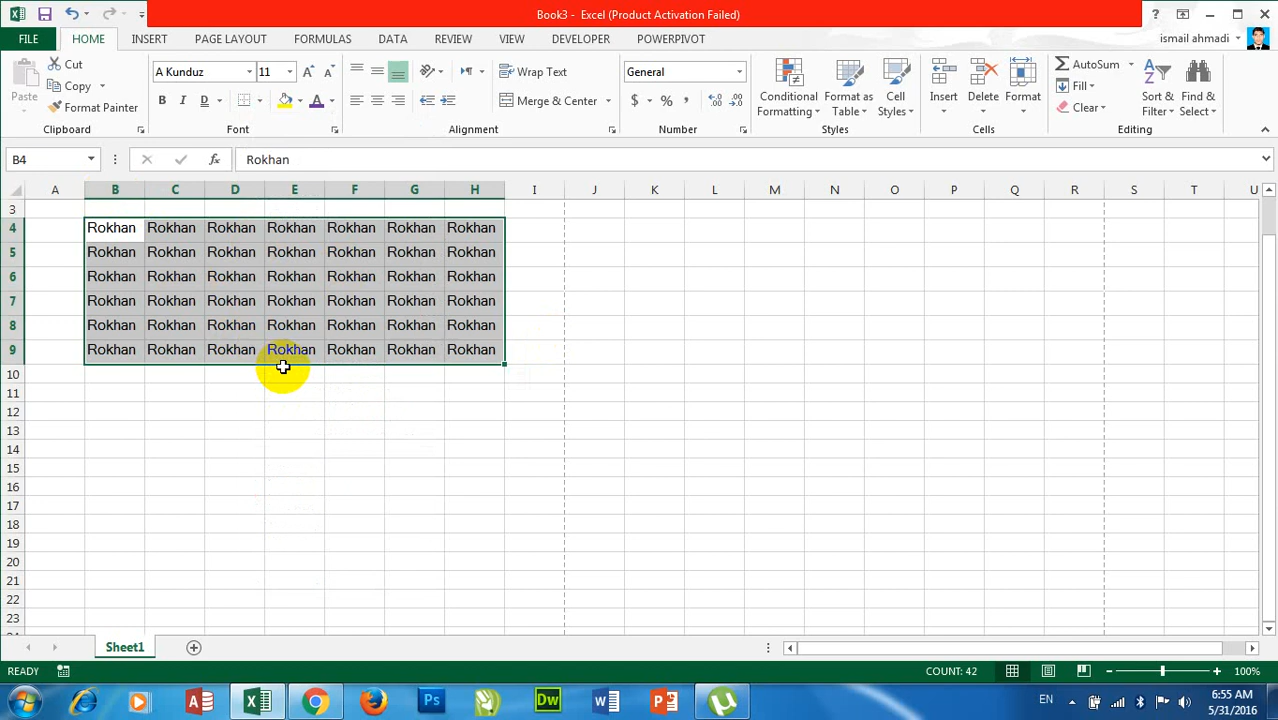 Book3 - Excel (Product Activation Failed)
?
FILE HOME INSERT PAGE LAYOUT FORMULAS DATA REVIEW VIEW DEVELOPER POWERPIVOT
ismail ahmadi
Paste
Cut
Copy
Format Painter
Clipboard
A Kunduz 11
B I D
Font
Wrap Text
Merge & Center
Alignment
General
$ % ,
Number
Conditional Formatting
Format as Table
Cell Styles
Styles
Insert
Delete
Format
Cells
AutoSum
Fill
Clear
Sort & Filter
Find & Select
Editing
B4 fx Rokhan
A B C D E F G H I J K L M N O P Q R S T U
3
4 Rokhan Rokhan Rokhan Rokhan Rokhan Rokhan Rokhan
5 Rokhan Rokhan Rokhan Rokhan Rokhan Rokhan Rokhan
6 Rokhan Rokhan Rokhan Rokhan Rokhan Rokhan Rokhan
7 Rokhan Rokhan Rokhan Rokhan Rokhan Rokhan Rokhan
8 Rokhan Rokhan Rokhan Rokhan Rokhan Rokhan Rokhan
9 Rokhan Rokhan Rokhan Rokhan Rokhan Rokhan Rokhan
10
11
12
13
14
15
16
17
18
19
20
21
22
23
Sheet1
READY COUNT: 42 100%
Ps Dw EN 6:55 AM
5/31/2016